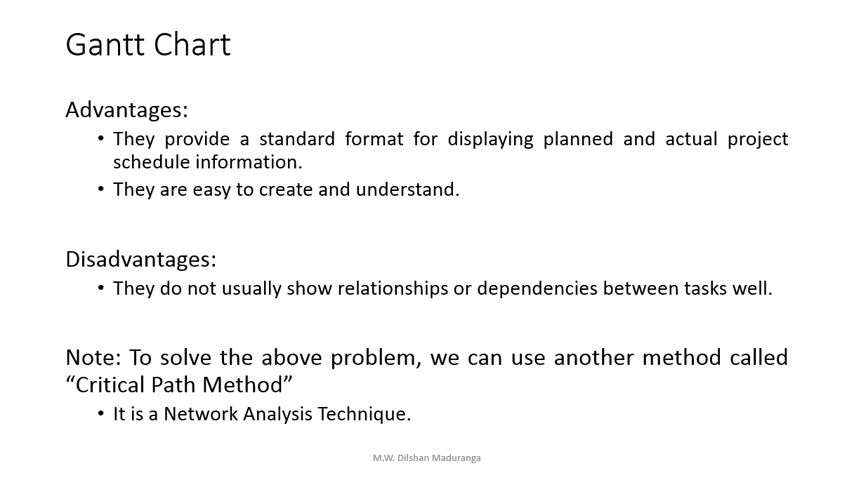 Gantt Chart
Advantages:
• They provide a standard format for displaying planned and actual project
schedule information.
• They are easy to create and understand.
Disadvantages:
• They do not usually show relationships or dependencies between tasks well.
Note: To solve the above problem, we can use another method called
“Critical Path Method”
• It is a Network Analysis Technique.
M.W. Dilshan Maduranga